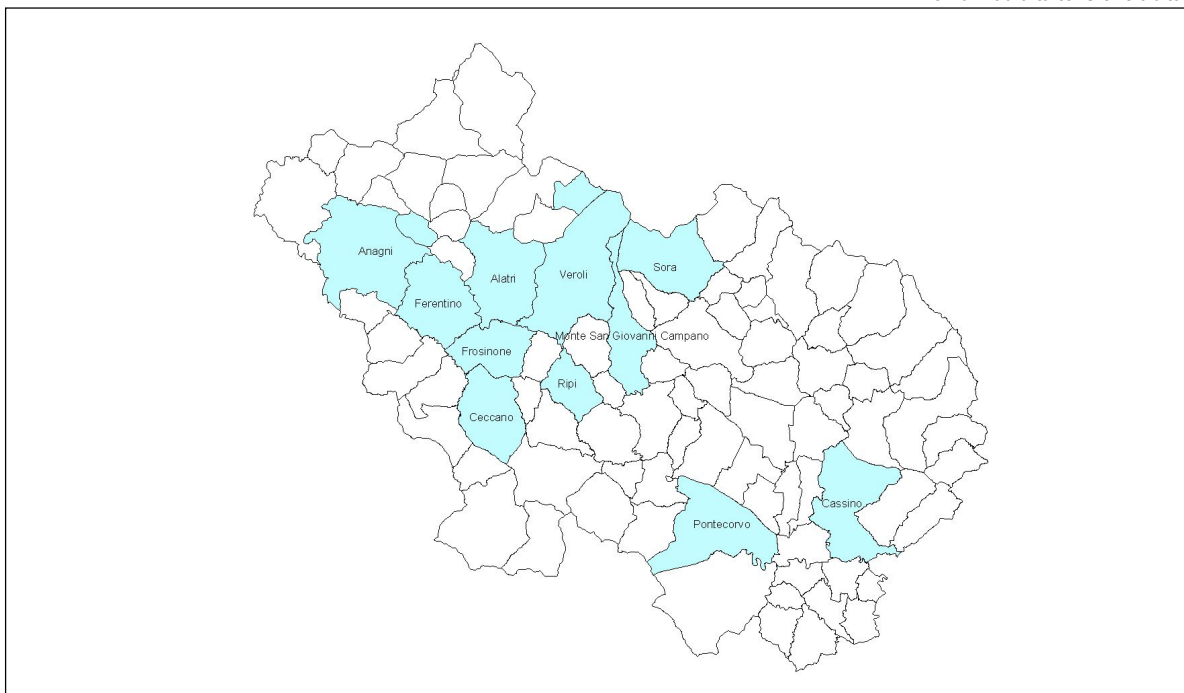 Anagni
Alatri
Veroli
Sora
Ferentino
Monte San Giovanni Campano
Frosinone
Ripi
Ceccano
Cassino
Pontecorvo